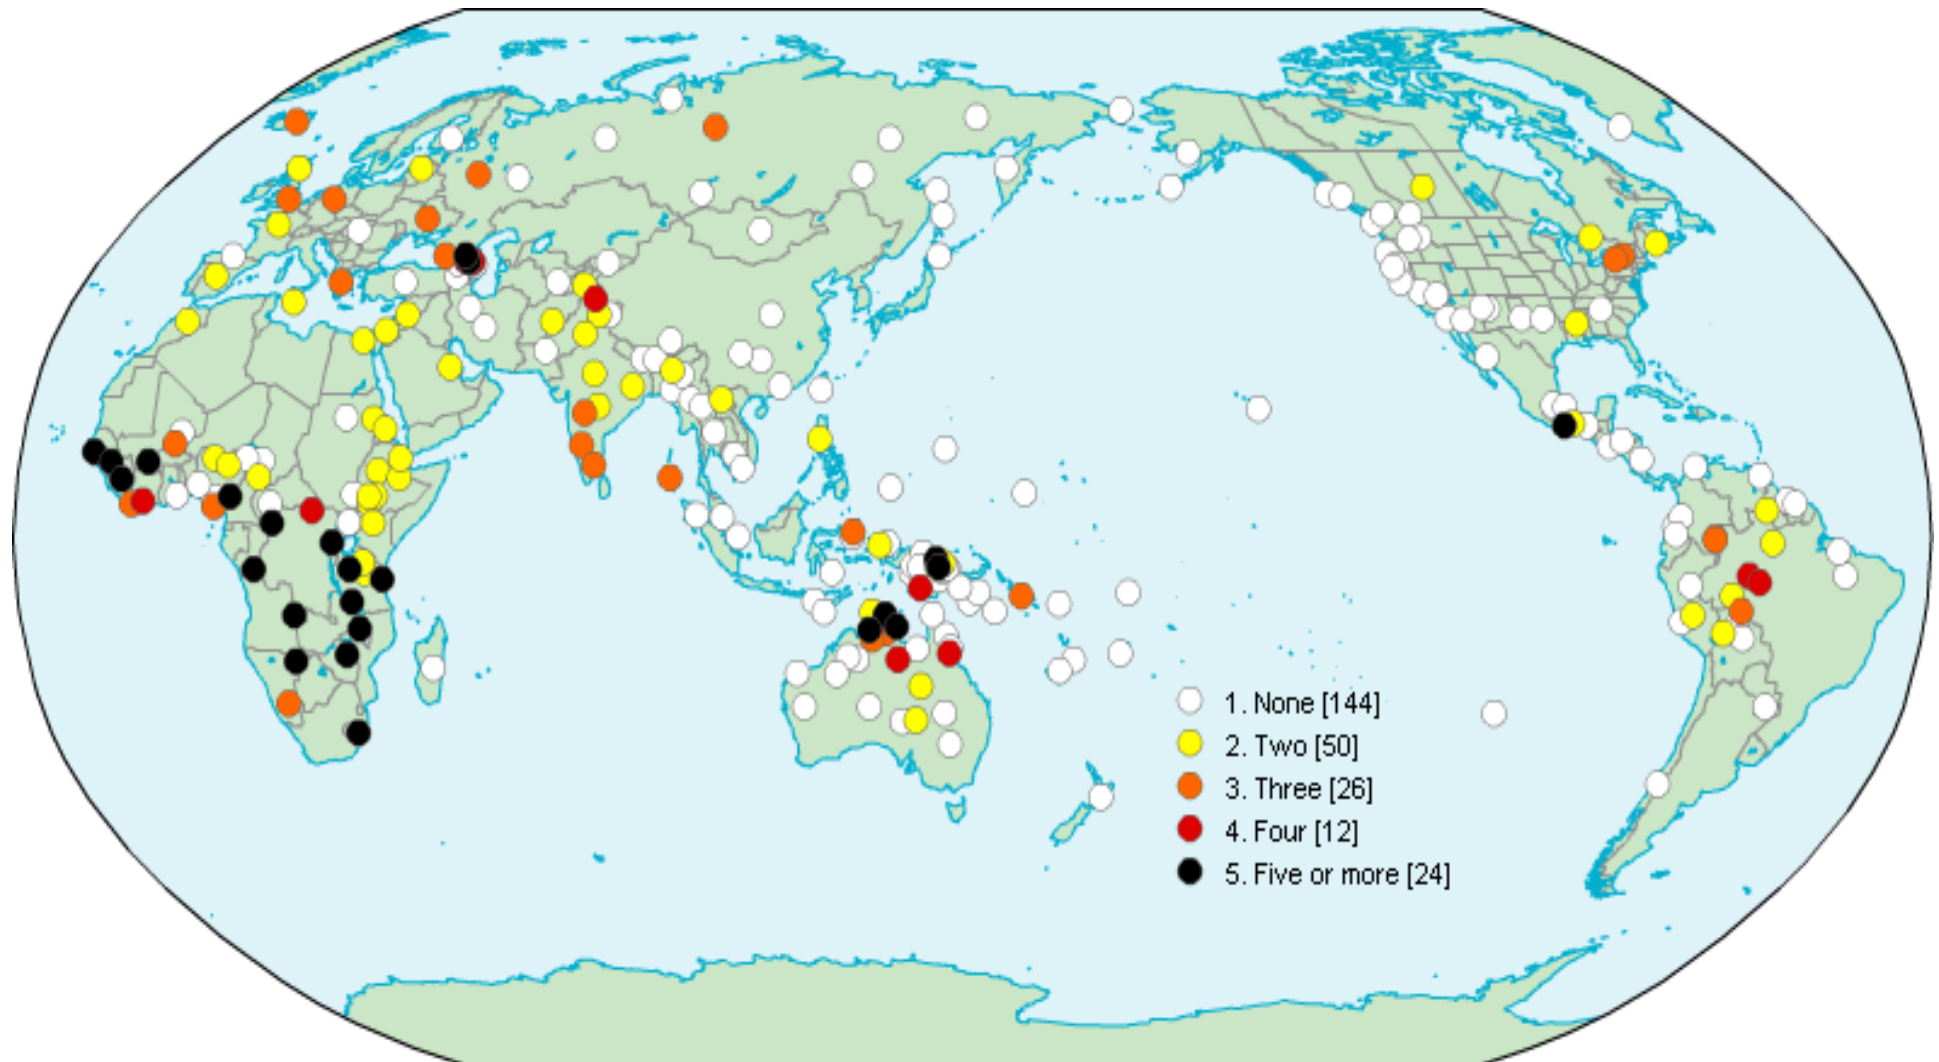 1. None [144]
2. Two [50]
3. Three [26]
4. Four [12]
5. Five or more [24]